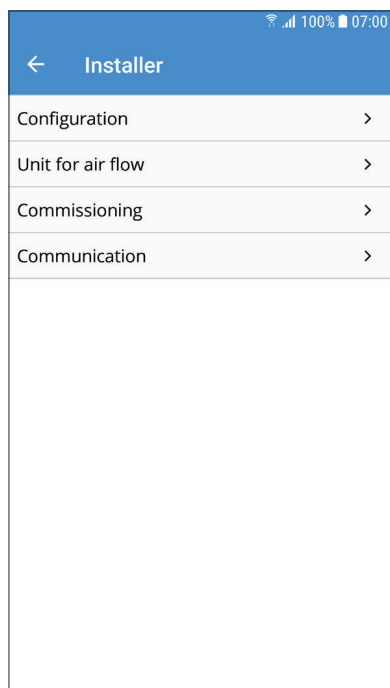 100% 07:00
Installer
Configuration
Unit for air flow
Commissioning
Communication